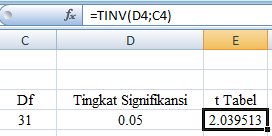 fx =TINV(D4;C4)
C D E
Df Tingkat Signifikansi t Tabel
31 0.05 2.039513